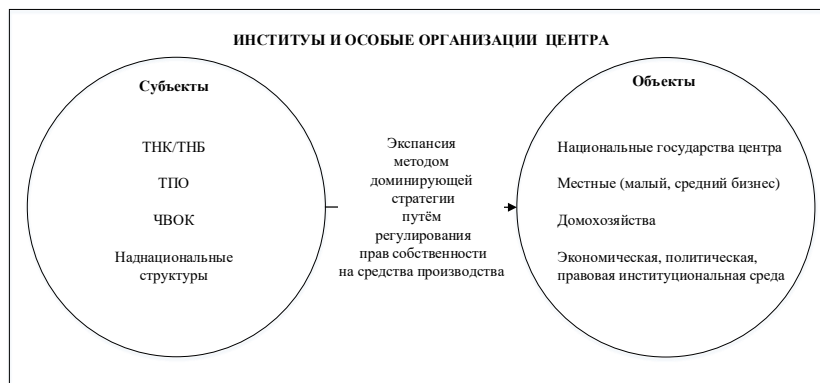 ИНСТИТУЫ И ОСОБЫЕ ОРГАНИЗАЦИИ ЦЕНТРА
Субъекты
ТНК/ТНБ
ТПО
ЧВОК
Наднациональные
структуры
Экспансия
методом
доминирующей
стратегии
путём
регулирования
прав собственности
на средства производства
Объекты
Национальные государства центра
Местные (малый, средний бизнес)
Домохозяйства
Экономическая, политическая,
правовая институциональная среда